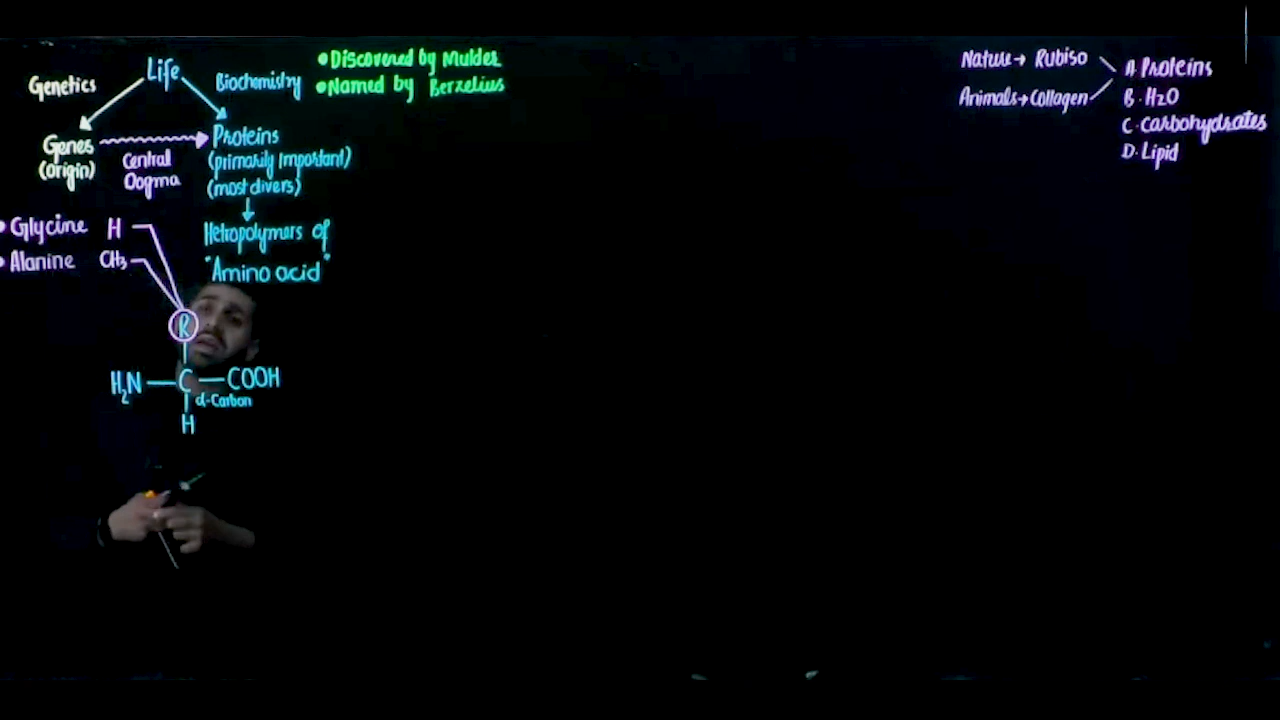 Life
Genetics
Biochemistry
•Discovered by Mulder
•Named by Berzelius
Genes
(origin)
Central
Dogma
Proteins
(primarily important)
(most divers)
Hetropolymers of
"Amino acid"
• Glycine H
• Alanine CH3
R
H2N — C — COOH
α-Carbon
H
Nature → Rubiso
Animals → Collagen
A. Proteins
B. H2O
C. Carbohydrates
D. Lipid